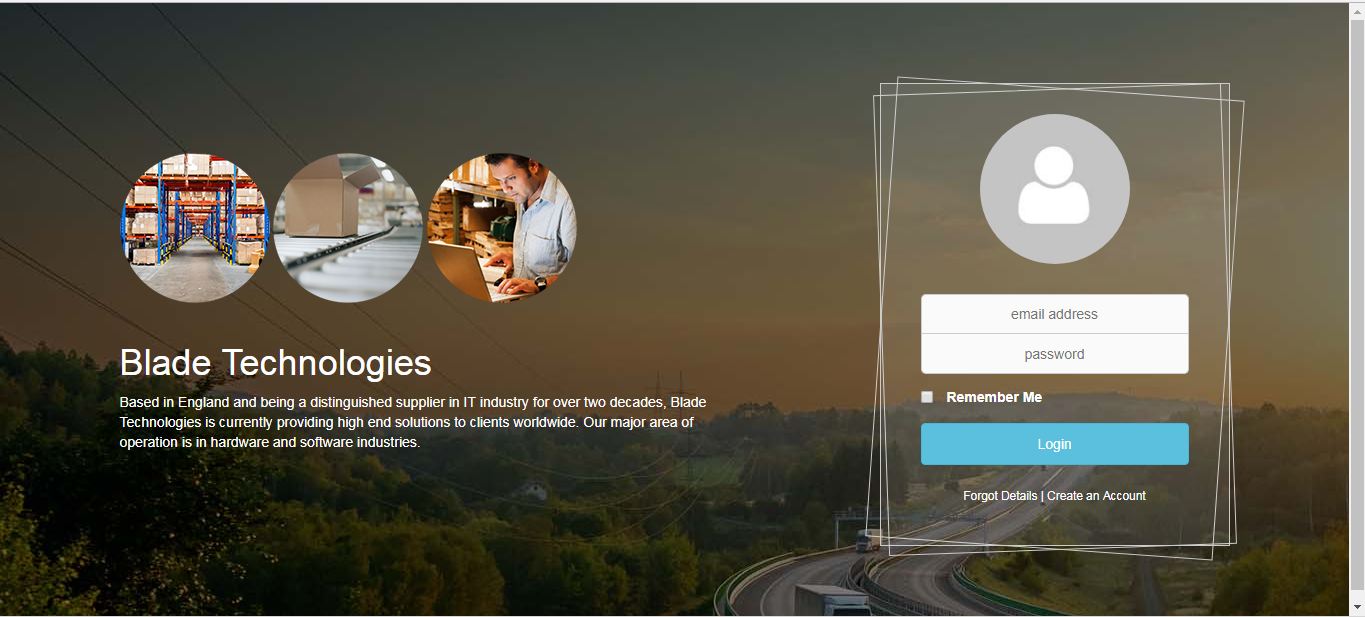 Blade Technologies
Based in England and being a distinguished supplier in IT industry for over two decades, Blade
Technologies is currently providing high end solutions to clients worldwide. Our major area of
operation is in hardware and software industries.
email address
password
Remember Me
Login
Forgot Details | Create an Account